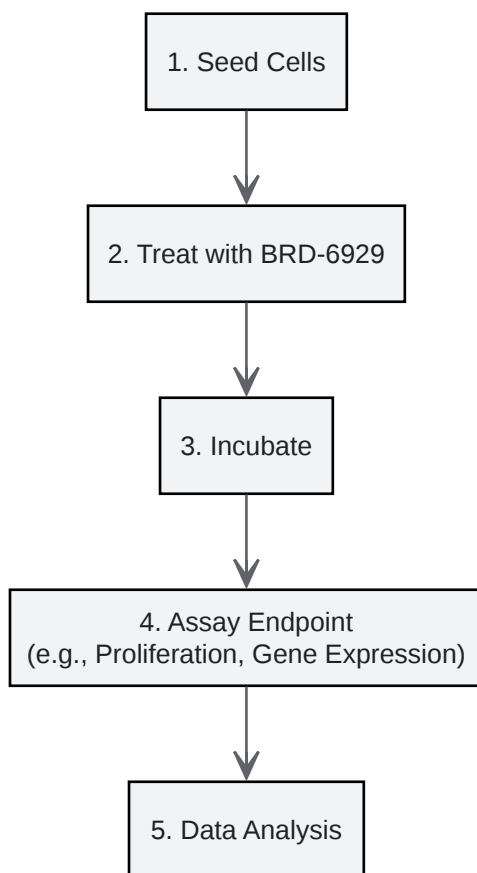 1. Seed Cells
2. Treat with BRD-6929
3. Incubate
4. Assay Endpoint
(e.g., Proliferation, Gene Expression)
5. Data Analysis